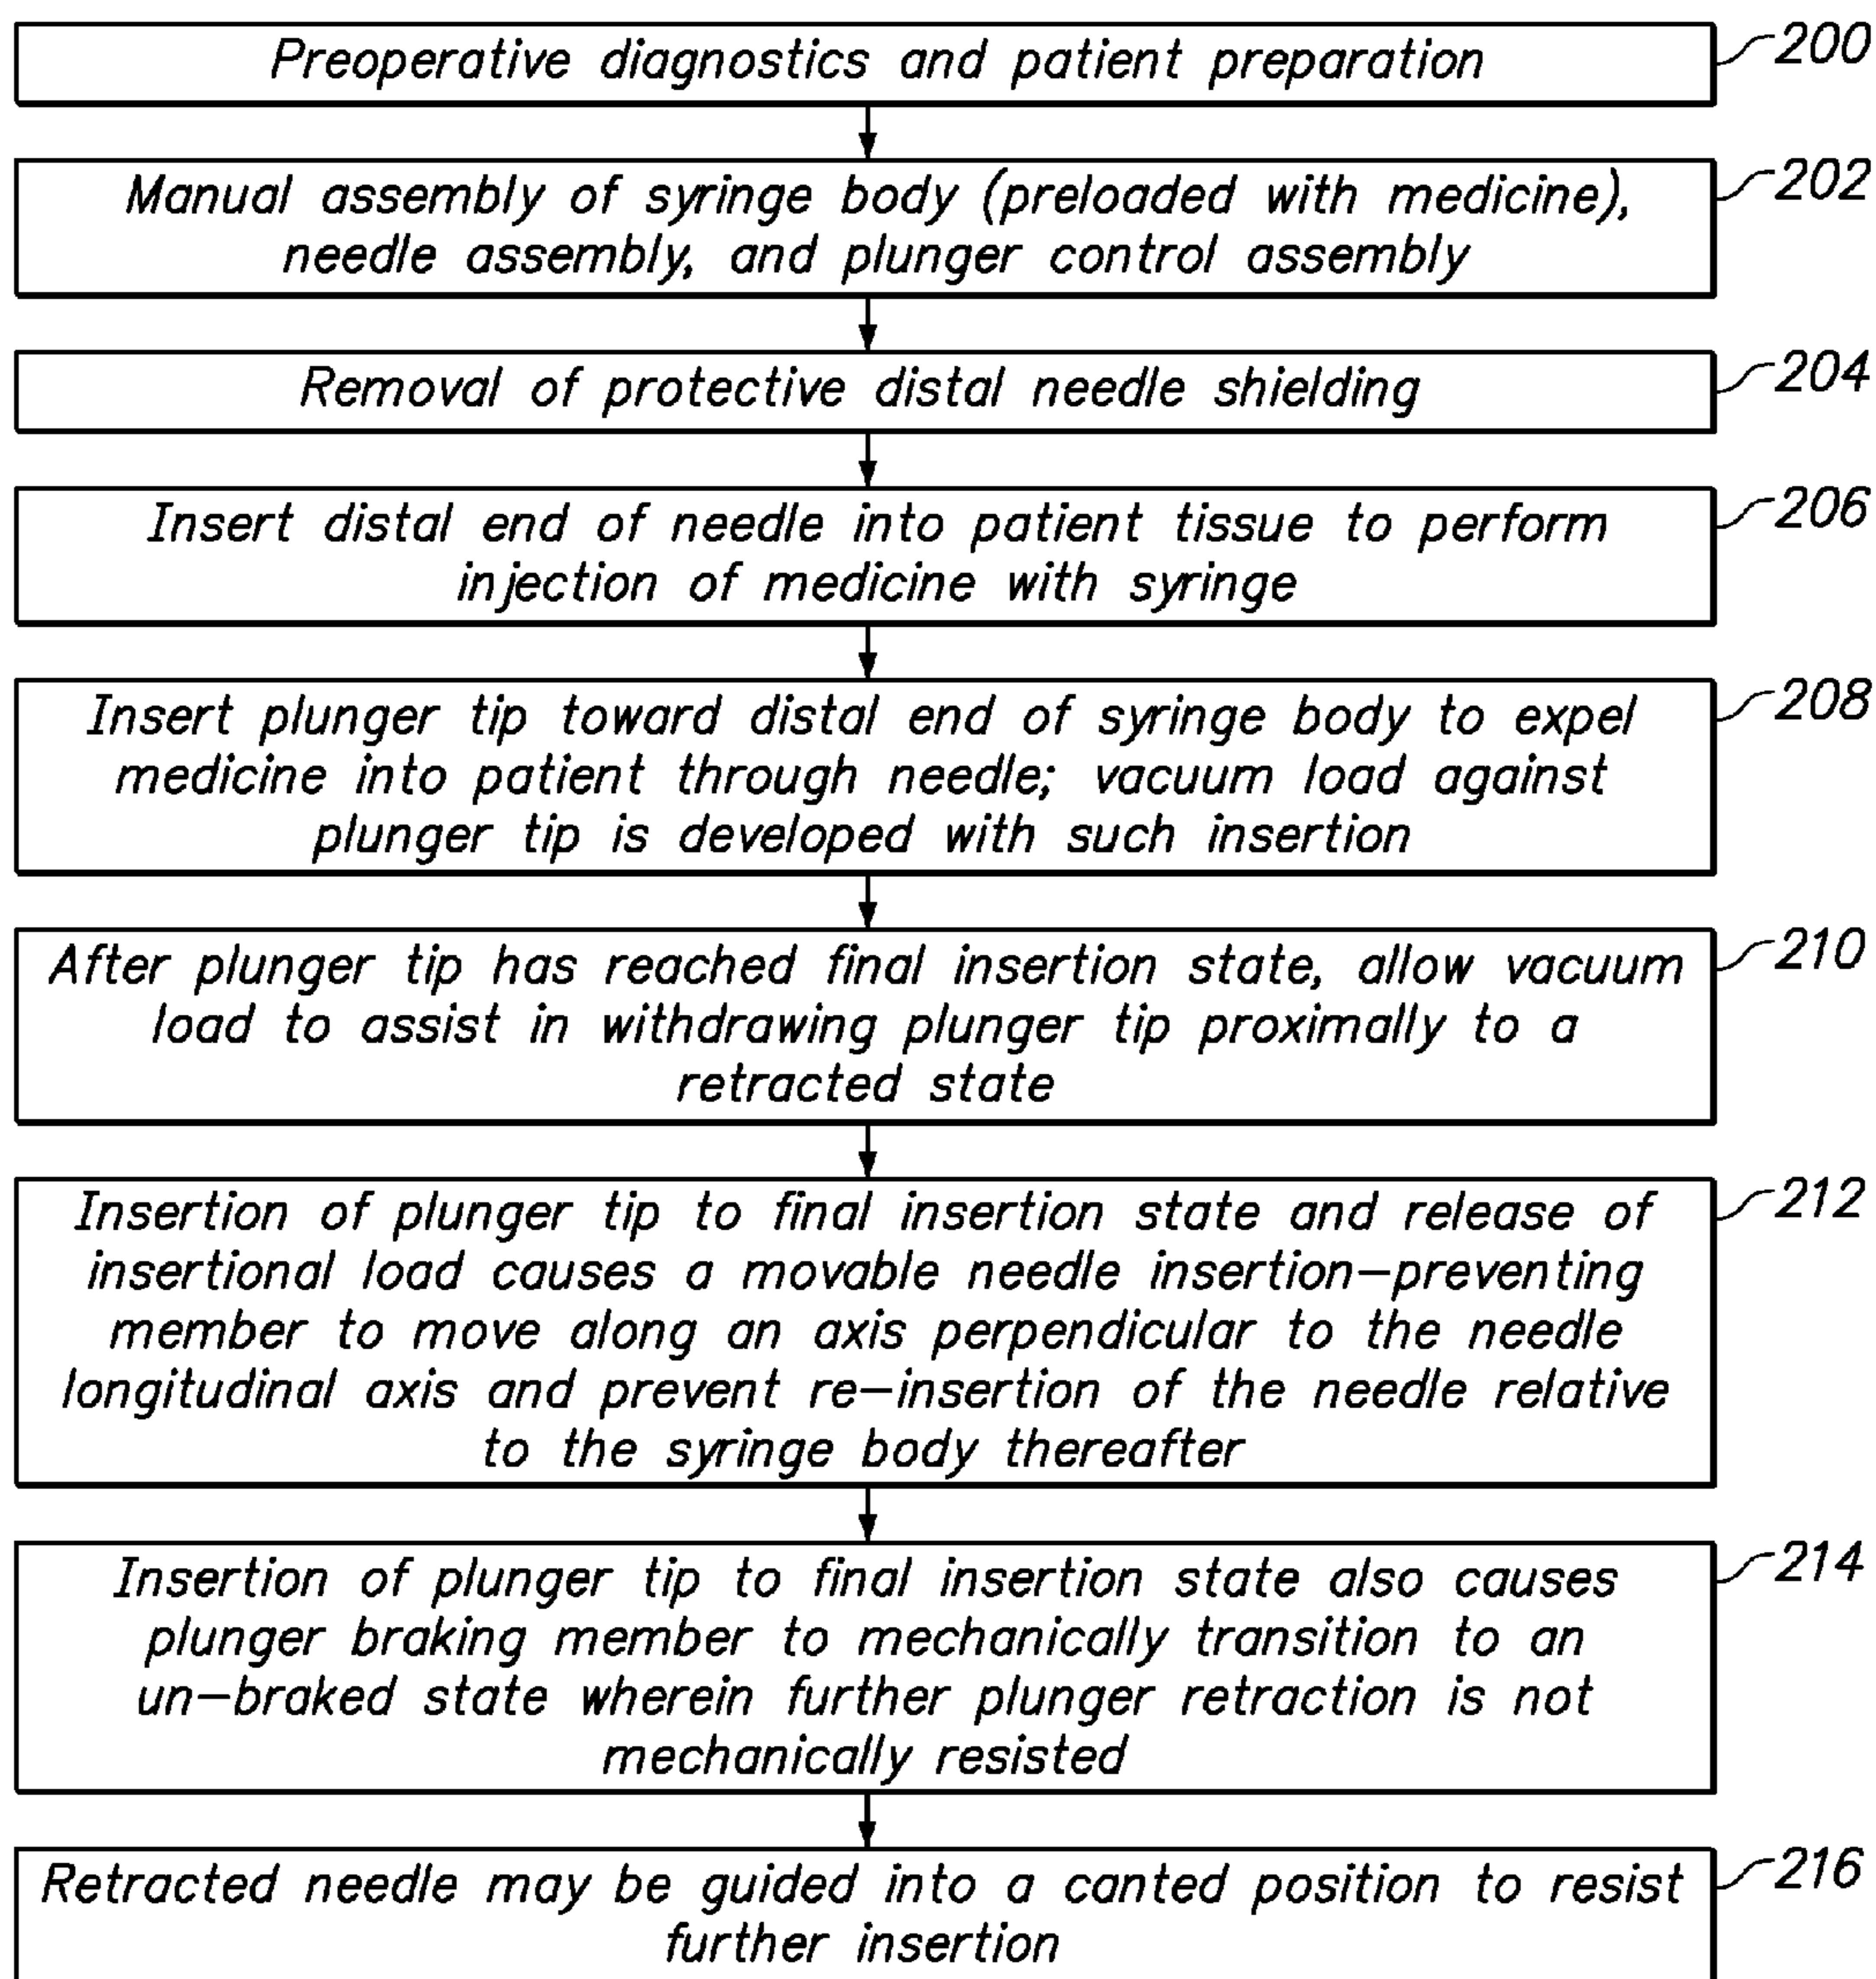 Preoperative diagnostics and patient preparation
200
Manual assembly of syringe body (preloaded with medicine),
needle assembly, and plunger control assembly
202
Removal of protective distal needle shielding
204
Insert distal end of needle into patient tissue to perform
injection of medicine with syringe
206
Insert plunger tip toward distal end of syringe body to expel
medicine into patient through needle; vacuum load against
plunger tip is developed with such insertion
208
After plunger tip has reached final insertion state, allow vacuum
load to assist in withdrawing plunger tip proximally to a
retracted state
210
Insertion of plunger tip to final insertion state and release of
insertional load causes a movable needle insertion-preventing
member to move along an axis perpendicular to the needle
longitudinal axis and prevent re-insertion of the needle relative
to the syringe body thereafter
212
Insertion of plunger tip to final insertion state also causes
plunger braking member to mechanically transition to an
un-braked state wherein further plunger retraction is not
mechanically resisted
214
Retracted needle may be guided into a canted position to resist
further insertion
216